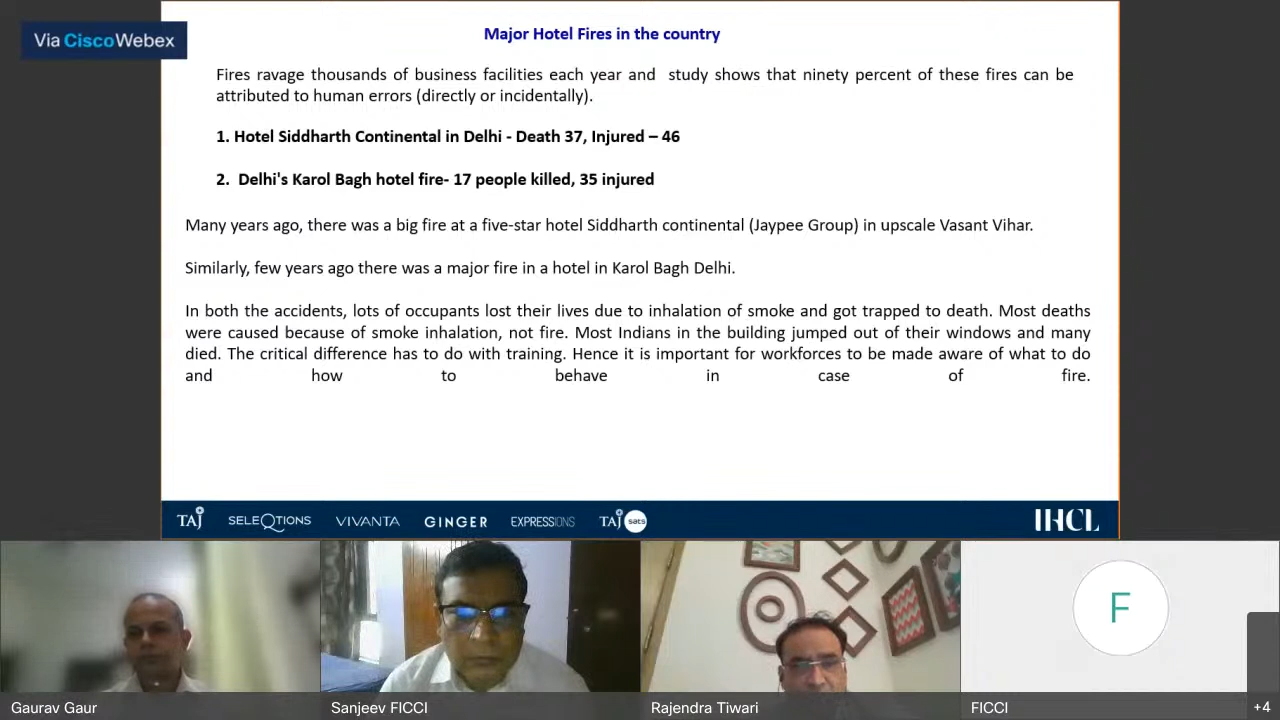 Via Cisco Webex
Major Hotel Fires in the country
Fires ravage thousands of business facilities each year and study shows that ninety percent of these fires can be
attributed to human errors (directly or incidentally).
1. Hotel Siddharth Continental in Delhi - Death 37, Injured – 46
2. Delhi's Karol Bagh hotel fire- 17 people killed, 35 injured
Many years ago, there was a big fire at a five-star hotel Siddharth continental (Jaypee Group) in upscale Vasant Vihar.
Similarly, few years ago there was a major fire in a hotel in Karol Bagh Delhi.
In both the accidents, lots of occupants lost their lives due to inhalation of smoke and got trapped to death. Most deaths
were caused because of smoke inhalation, not fire. Most Indians in the building jumped out of their windows and many
died. The critical difference has to do with training. Hence it is important for workforces to be made aware of what to do
and how to behave in case of fire.
TAJ SELEQTIONS VIVANTA GINGER EXPRESSIONS TAJ sats IHCL
F
Gaurav Gaur Sanjeev FICCI Rajendra Tiwari FICCI +4